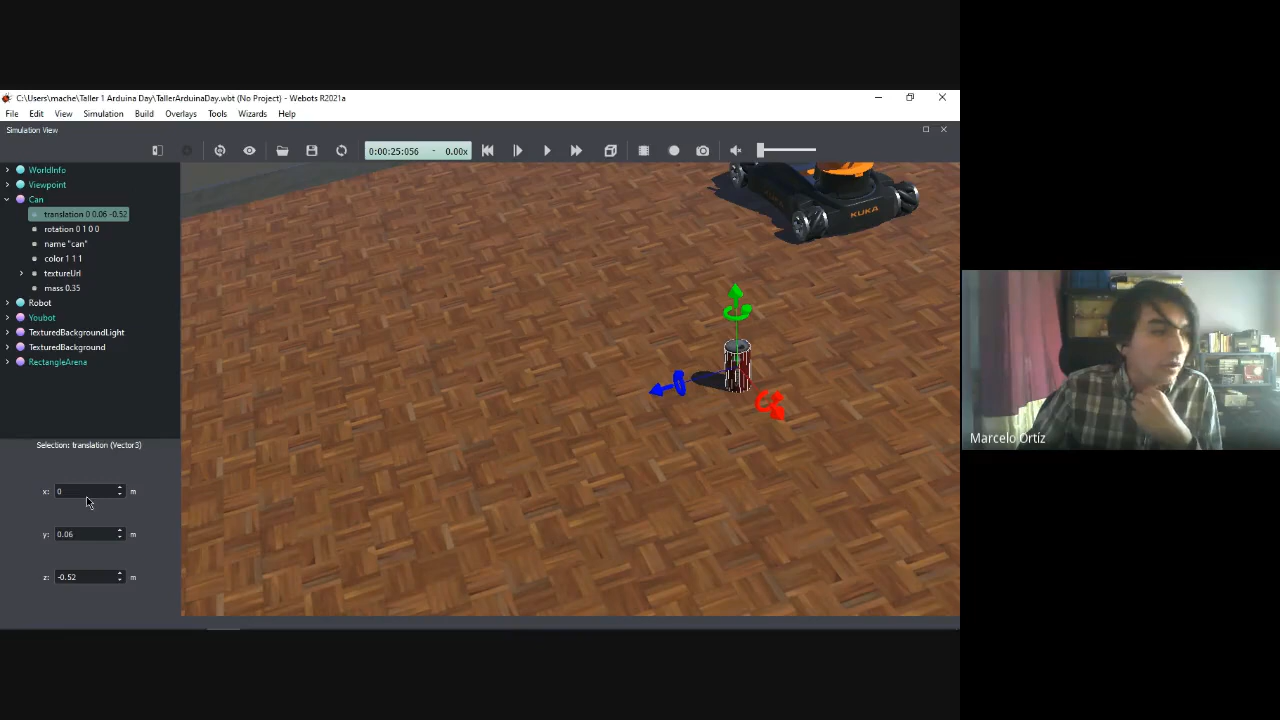 C:\Users\mache\Taller 1 Arduina Day\TallerArduinaDay.wbt (No Project) - Webots R2021a
File Edit View Simulation Build Overlays Tools Wizards Help
Simulation View
0:00:25:056 - 0.00x
WorldInfo
Viewpoint
Can
translation 0 0.06 -0.52
rotation 0 1 0 0
name "can"
color 1 1 1
textureUrl
mass 0.35
Robot
Youbot
TexturedBackgroundLight
TexturedBackground
RectangleArena
KUKA
Selection: translation (Vector3)
x: 0 m
y: 0.06 m
z: -0.52 m
Marcelo Ortíz